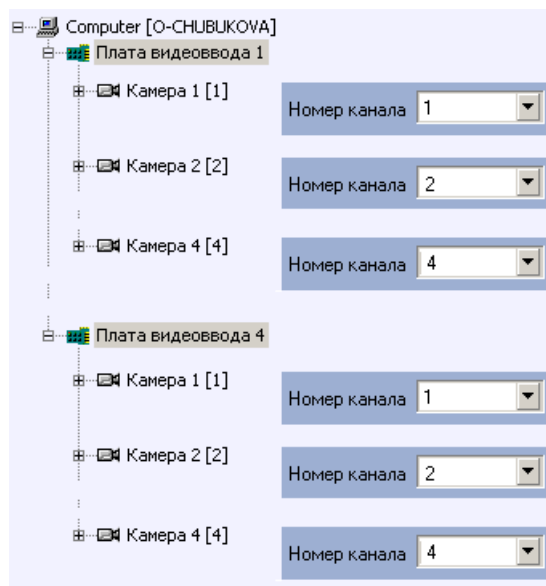 Computer [O-CHUBUKOVA]
Плата видеоввода 1
Камера 1 [1]
Номер канала 1
Камера 2 [2]
Номер канала 2
Камера 4 [4]
Номер канала 4
Плата видеоввода 4
Камера 1 [1]
Номер канала 1
Камера 2 [2]
Номер канала 2
Камера 4 [4]
Номер канала 4